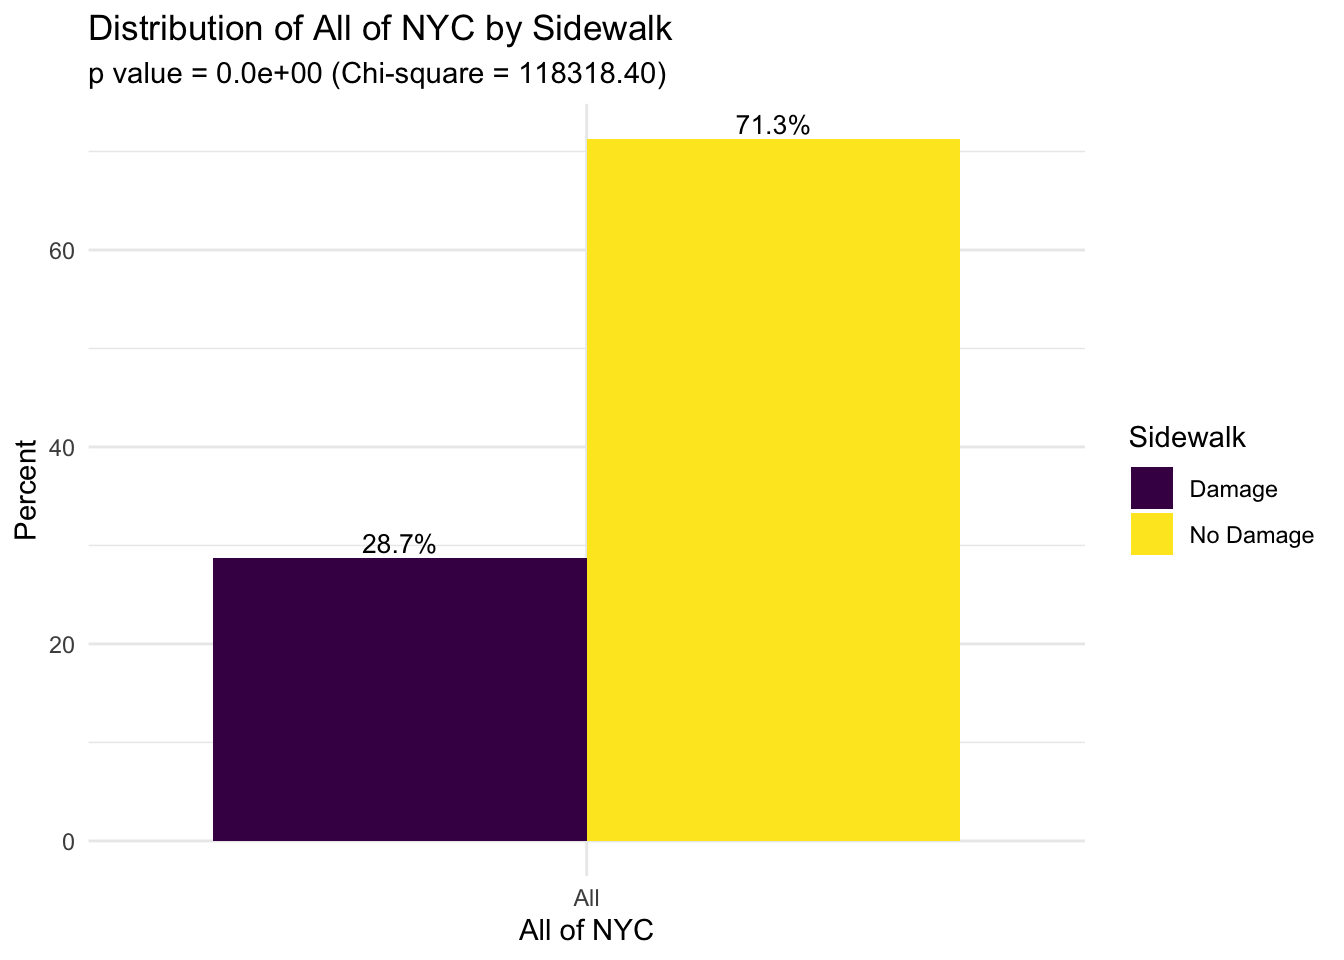 Distribution of All of NYC by Sidewalk
p value = 0.0e+00 (Chi-square = 118318.40)
71.3%
60
40
28.7%
20
0
Percent
All
All of NYC
Sidewalk
Damage
No Damage